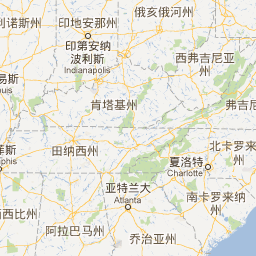 俄亥俄河州
诺斯
印地安那州
印第安纳
波利斯
Indianapolis
西弗吉尼亚
州
易斯
肯塔基州
弗吉尼
菲斯
phis
田纳西州
北卡罗来
州
夏洛特
Charlotte
亚特兰大
Atlanta
南卡罗来纳
州
西比州
阿拉巴马州
乔治亚州